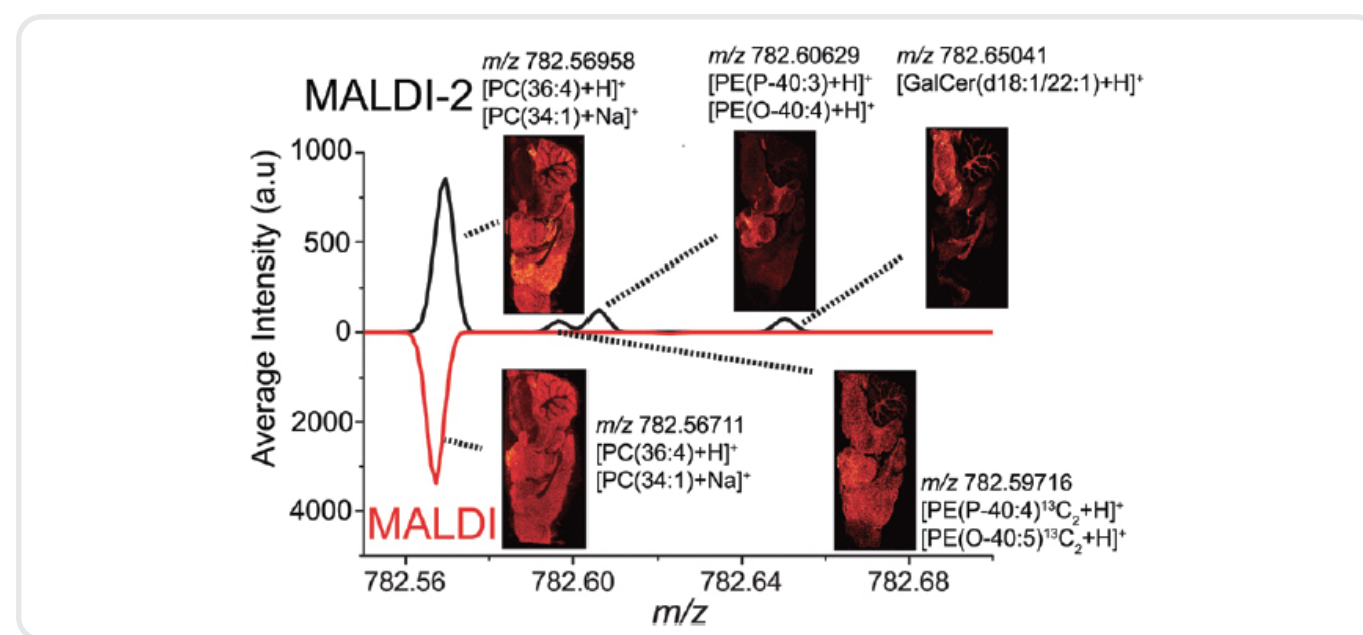 MALDI-2
m/z 782.56958
[PC(36:4)+H]⁺
[PC(34:1)+Na]⁺
m/z 782.60629
[PE(P-40:3)+H]⁺
[PE(O-40:4)+H]⁺
m/z 782.65041
[GalCer(d18:1/22:1)+H]⁺
Average Intensity (a.u)
1000
500
0
2000
4000
MALDI
m/z 782.56711
[PC(36:4)+H]⁺
[PC(34:1)+Na]⁺
m/z 782.59716
[PE(P-40:4)¹³C₂+H]⁺
[PE(O-40:5)¹³C₂+H]⁺
782.56 782.60 782.64 782.68
m/z